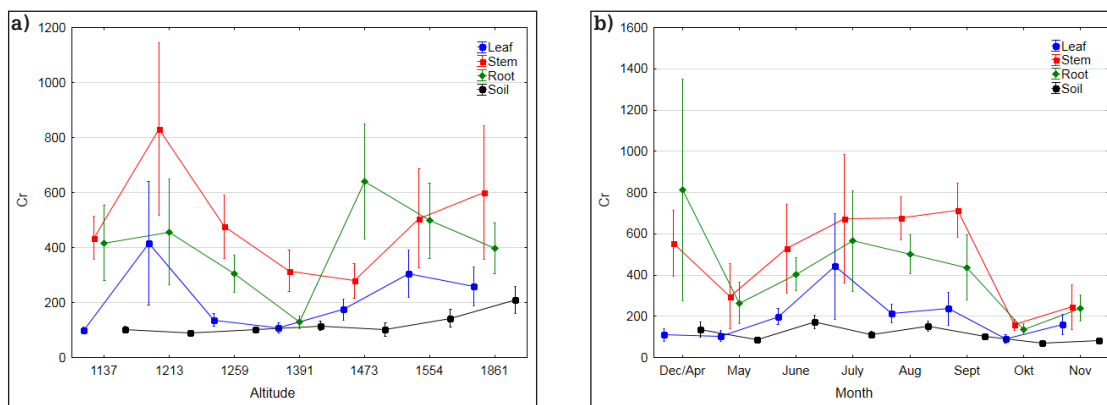 a)
1200
1000
800
600
400
200
0
Cr
1137 1213 1259 1391 1473 1554 1861
Altitude
Leaf
Stem
Root
Soil
b)
1600
1400
1200
1000
800
600
400
200
0
Cr
Dec/Apr May June July Aug Sept Okt Nov
Month
Leaf
Stem
Root
Soil